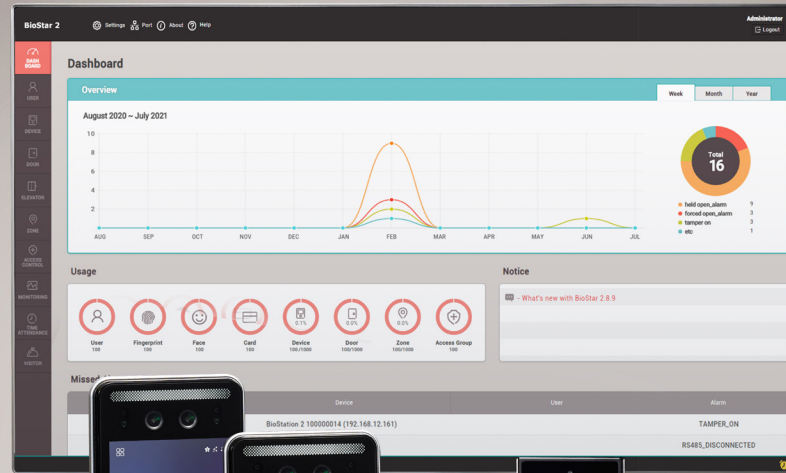 BioStar 2 Settings Port About Help Administrator
Logout
DASH
BOARD
USER
DEVICE
DOOR
ELEVATOR
ZONE
ACCESS
CONTROL
MONITORING
TIME
ATTENDANCE
VISITOR
Dashboard
Overview Week Month Year
August 2020 ~ July 2021
10
8
6
4
2
AUG SEP OCT NOV DEC JAN FEB MAR APR MAY JUN JUL
Total
16
held open_alarm 9
forced open_alarm 3
tamper on 3
etc 1
Usage
User
100
Fingerprint
100
Face
100
Card
100
0.1%
Device
100/1000
0.0%
Door
100/1000
0.0%
Zone
100/1000
Access Group
100
Notice
- What's new with BioStar 2.8.9
Missed
Device User Alarm
BioStation 2 100000014 (192.168.12.161) TAMPER_ON
RS485_DISCONNECTED